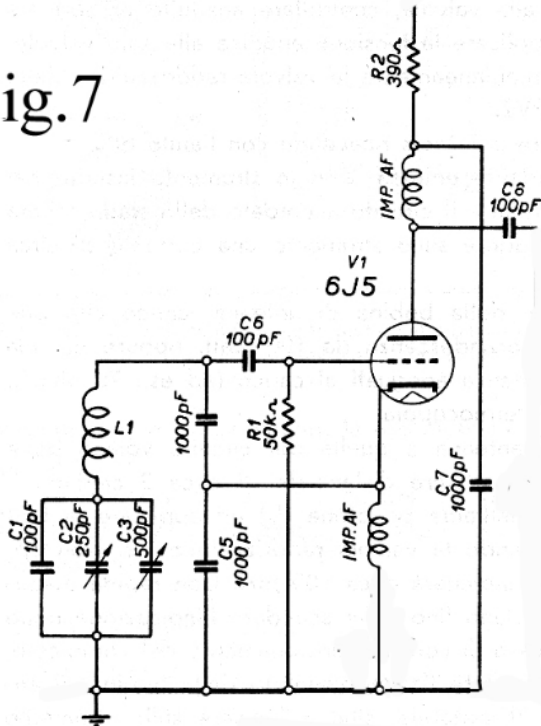 ig.7
R2
390Ω
IMP. AF
C8
100pF
V1
6J5
C6
100pF
1000pF
R1
50kΩ
L1
C7
1000pF
C1
100pF
C2
250pF
C3
500pF
C5
1000pF
IMP.AF